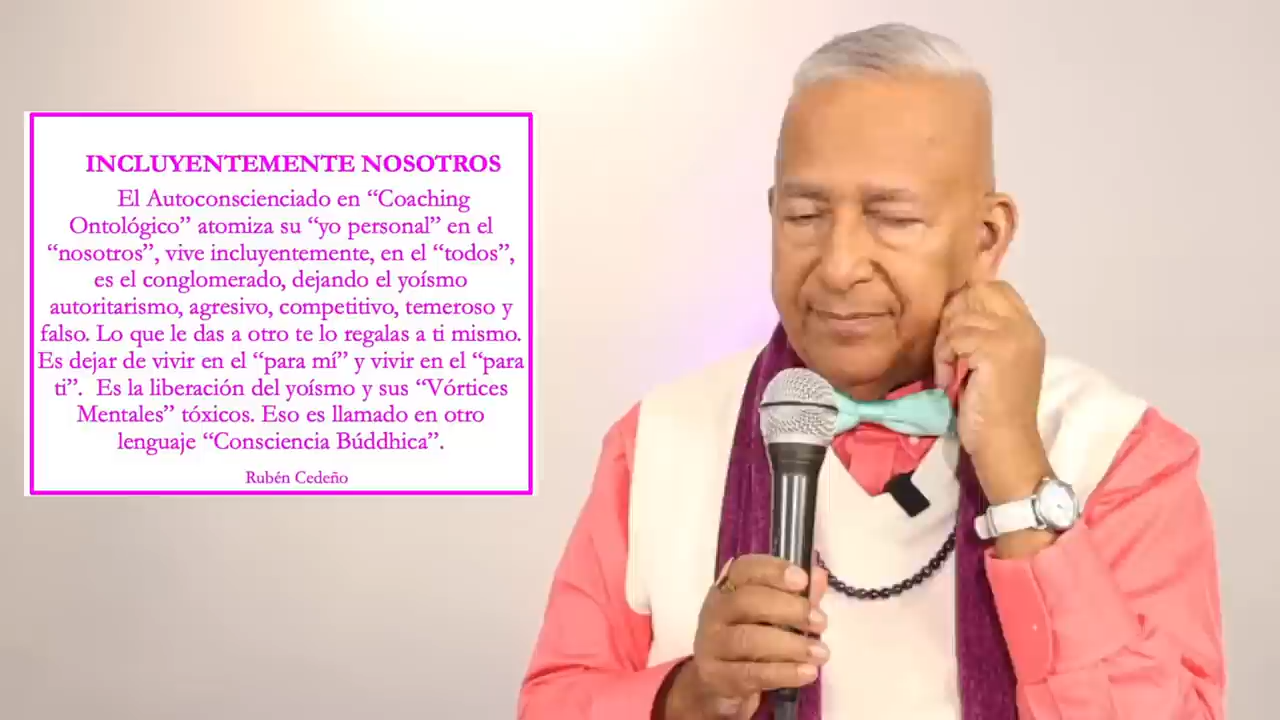 INCLUYENTEMENTE NOSOTROS
El Autoconscienciado en “Coaching
Ontológico” atomiza su “yo personal” en el
“nosotros”, vive incluyentemente, en el “todos”,
es el conglomerado, dejando el yoísmo
autoritarismo, agresivo, competitivo, temeroso y
falso. Lo que le das a otro te lo regalas a ti mismo.
Es dejar de vivir en el “para mí” y vivir en el “para
ti”.  Es la liberación del yoísmo y sus “Vórtices
Mentales” tóxicos. Eso es llamado en otro
lenguaje “Consciencia Búddhica”.
Rubén Cedeño